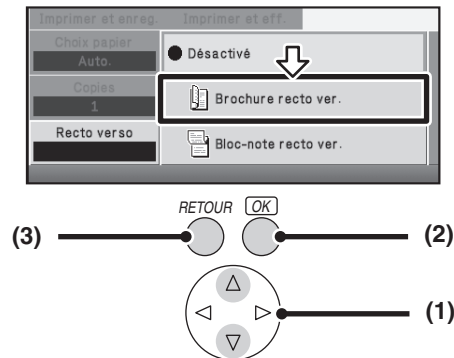 Imprimer et enreg. Imprimer et eff.
Choix papier
Auto.
Désactivé
Copies
1
Brochure recto ver.
Recto verso
Bloc-note recto ver.
RETOUR OK
(3) (2)
(1)